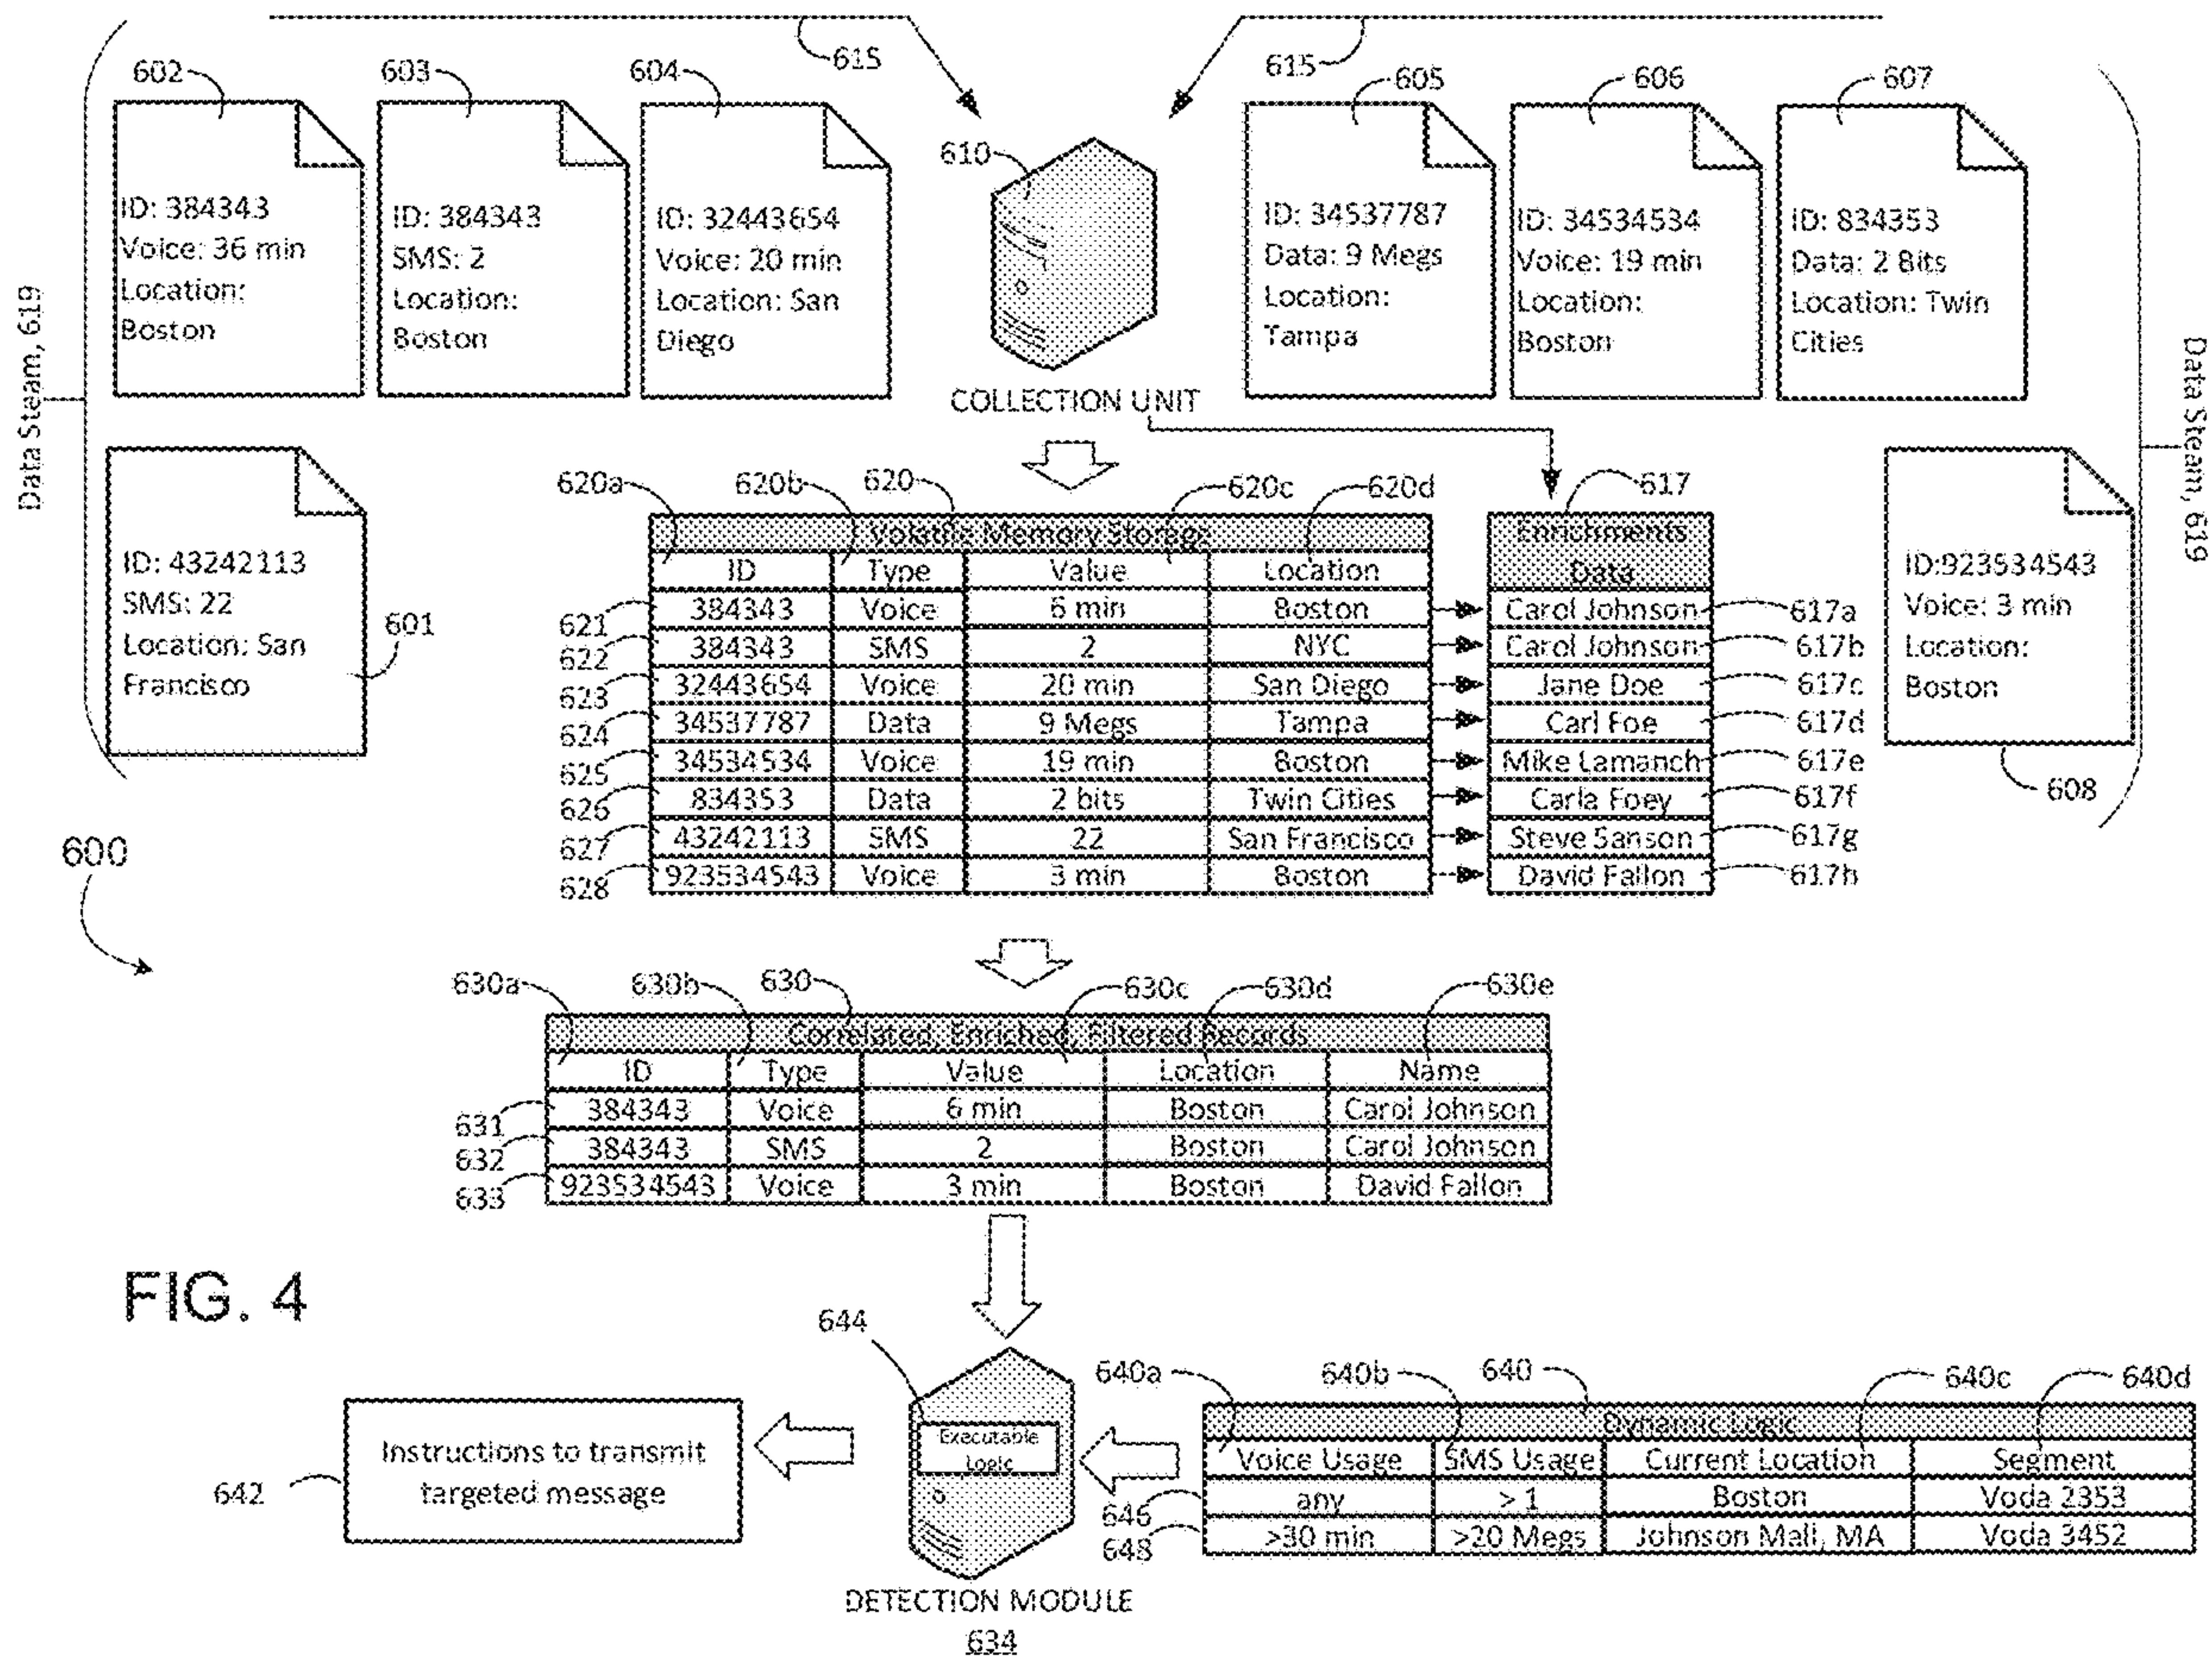 615
615
602
603
604
605
606
607
610
ID: 384343
Voice: 36 min
Location:
Boston
ID: 384343
SMS: 2
Location:
Boston
ID: 32443654
Voice: 20 min
Location: San
Diego
ID: 34537787
Data: 9 Megs
Location:
Tampa
ID: 34534534
Voice: 19 min
Location:
Boston
ID: 834353
Data: 2 Bits
Location: Twin
Cities
Data Steam, 619
Data Steam, 619
COLLECTION UNIT
ID: 43242113
SMS: 22
Location: San
Francisco
601
ID:923534543
Voice: 3 min
Location:
Boston
608
620a 620b 620 620c 620d 617
Volatile Memory Storage
Enrichments
Data
ID Type Value Location
621 384343 Voice 6 min Boston Carol Johnson 617a
622 384343 SMS 2 NYC Carol Johnson 617b
623 32443654 Voice 20 min San Diego Jane Doe 617c
624 34537787 Data 9 Megs Tampa Carl Foe 617d
625 34534534 Voice 19 min Boston Mike Lamanch 617e
626 834353 Data 2 bits Twin Cities Carla Foey 617f
627 43242113 SMS 22 San Francisco Steve Sanson 617g
628 923534543 Voice 3 min Boston David Fallon 617h
600
630a 630b 630 630c 630d 630e
Correlated, Enriched, Filtered Records
ID Type Value Location Name
631 384343 Voice 6 min Boston Carol Johnson
632 384343 SMS 2 Boston Carol Johnson
633 923534543 Voice 3 min Boston David Fallon
FIG. 4
644
Executable
Logic
DETECTION MODULE
634
642
Instructions to transmit
targeted message
640a 640b 640 640c 640d
Dynamic Logic
Voice Usage SMS Usage Current Location Segment
646 any > 1 Boston Voda 2353
648 >30 min >20 Megs Johnson Mall, MA Voda 3452